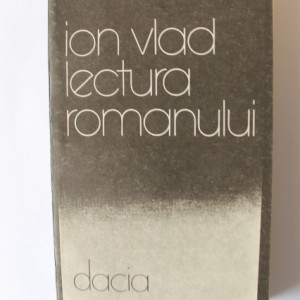 ion vlad
lectura
romanului
dacia